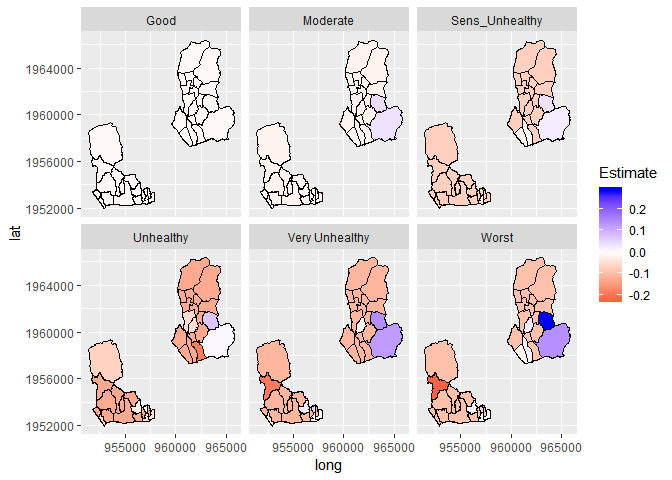 Good Moderate Sens_Unhealthy
1964000
1960000
1956000
1952000
Unhealthy Very Unhealthy Worst
1964000
1960000
1956000
1952000
955000 960000 965000 955000 960000 965000 955000 960000 965000
long
lat
Estimate
0.2
0.1
0.0
-0.1
-0.2